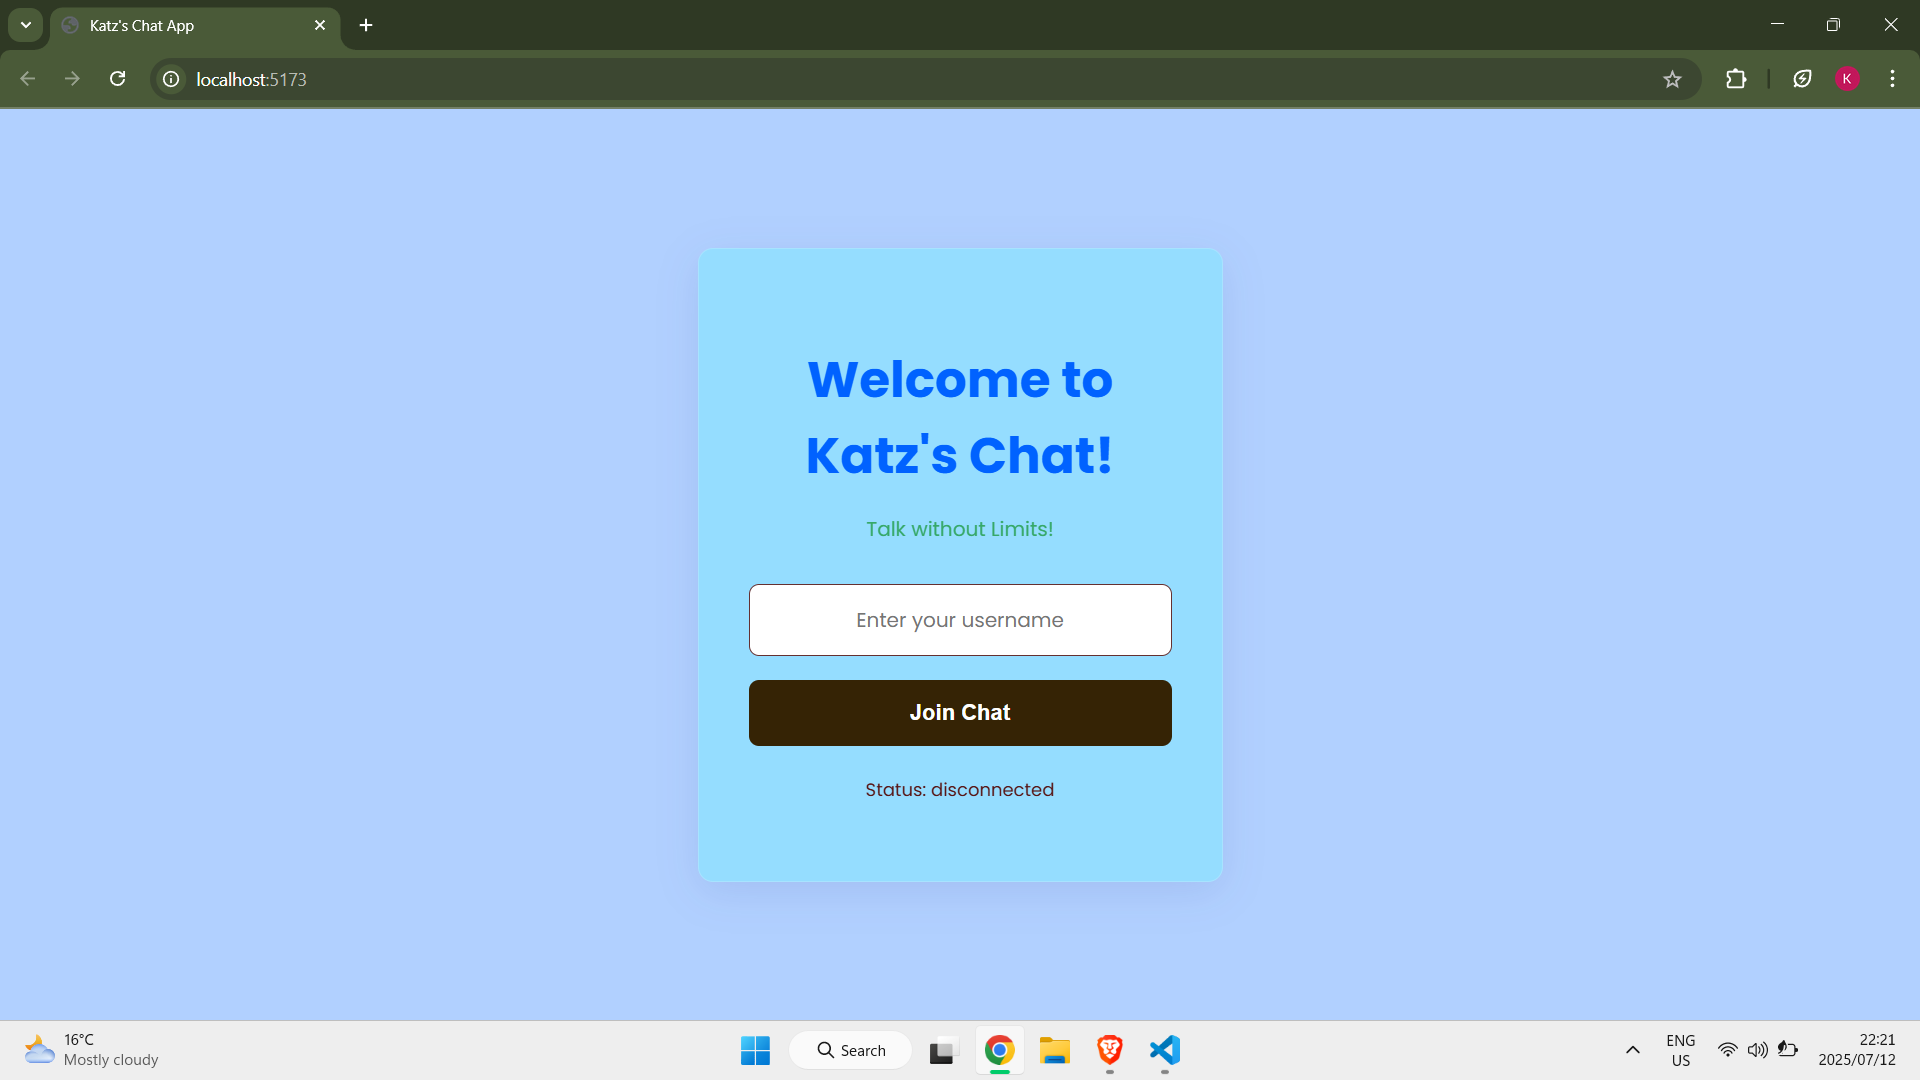 Katz's Chat App
localhost:5173
K
Welcome to
Katz's Chat!
Talk without Limits!
Enter your username
Join Chat
Status: disconnected
16°C
Mostly cloudy
Search
ENG
US
22:21
2025/07/12